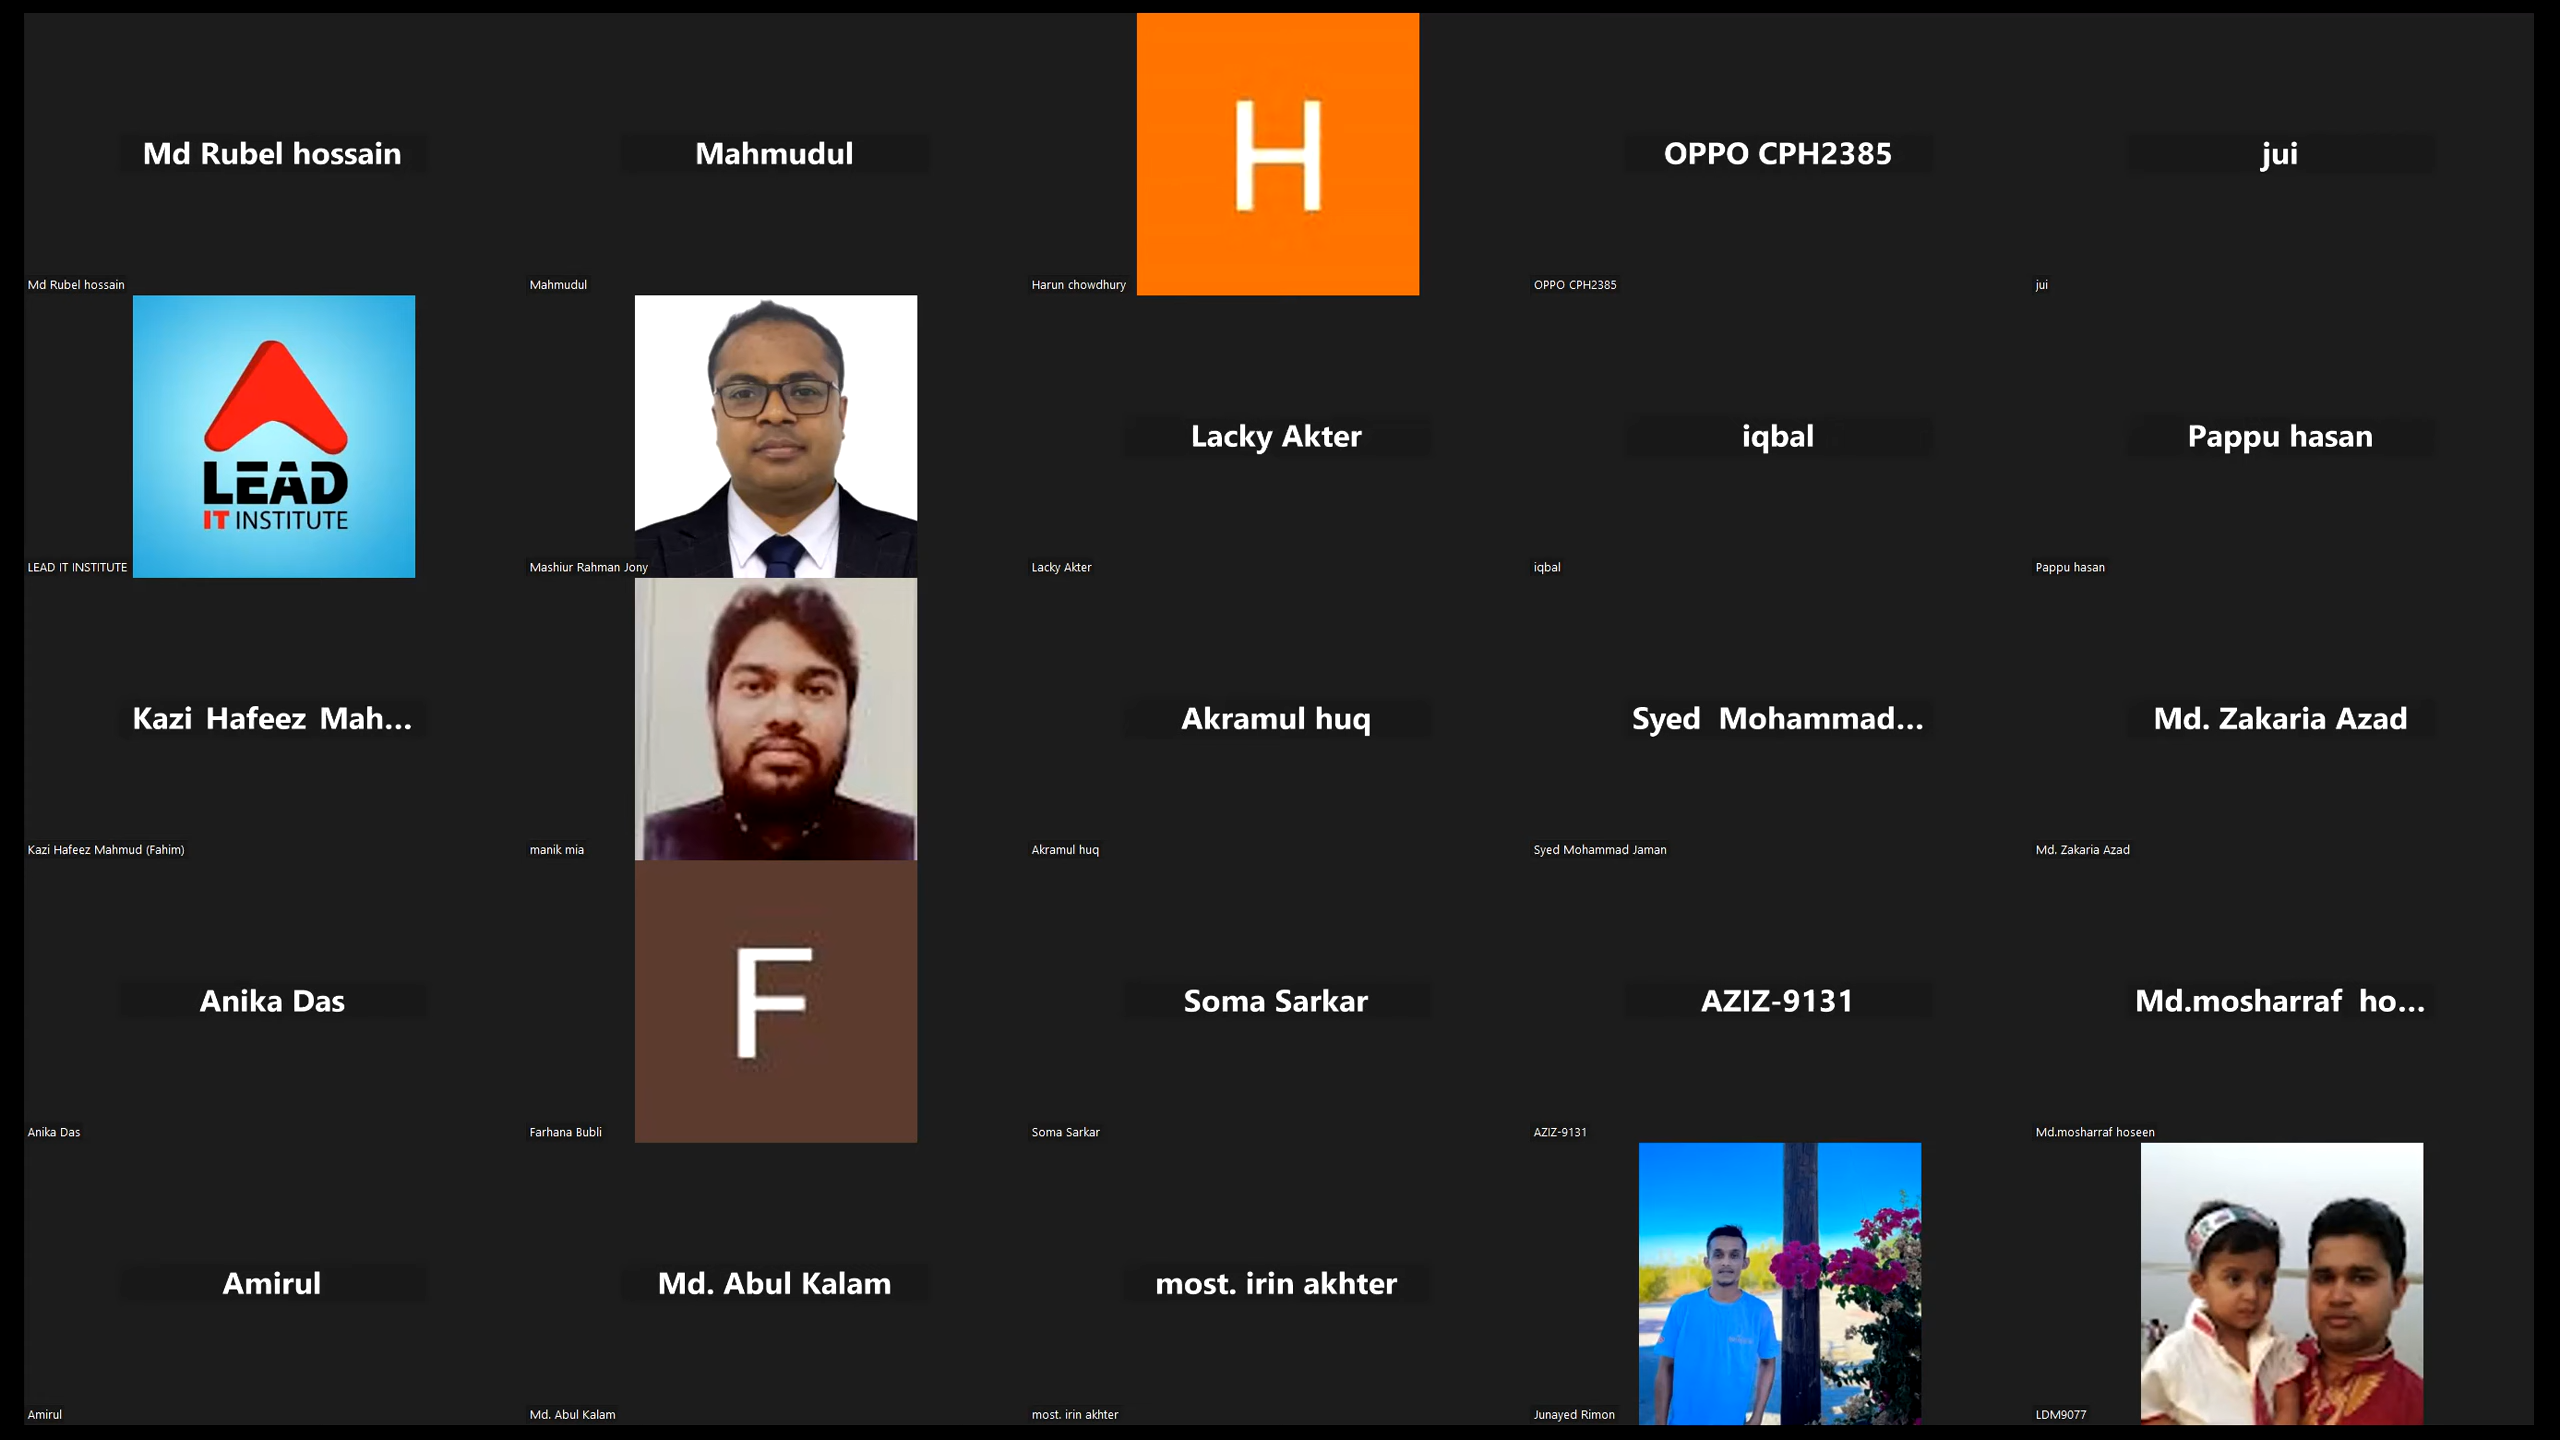 Md Rubel hossain
Md Rubel hossain
Mahmudul
Mahmudul
H
Harun chowdhury
OPPO CPH2385
OPPO CPH2385
jui
jui
LEAD
IT INSTITUTE
LEAD IT INSTITUTE
Mashiur Rahman Jony
Lacky Akter
Lacky Akter
iqbal
iqbal
Pappu hasan
Pappu hasan
Kazi Hafeez Mah...
Kazi Hafeez Mahmud (Fahim)
manik mia
Akramul huq
Akramul huq
Syed Mohammad...
Syed Mohammad Jaman
Md. Zakaria Azad
Md. Zakaria Azad
Anika Das
Anika Das
F
Farhana Bubli
Soma Sarkar
Soma Sarkar
AZIZ-9131
AZIZ-9131
Md.mosharraf ho...
Md.mosharraf hoseen
Amirul
Amirul
Md. Abul Kalam
Md. Abul Kalam
most. irin akhter
most. irin akhter
Junayed Rimon
LDM9077